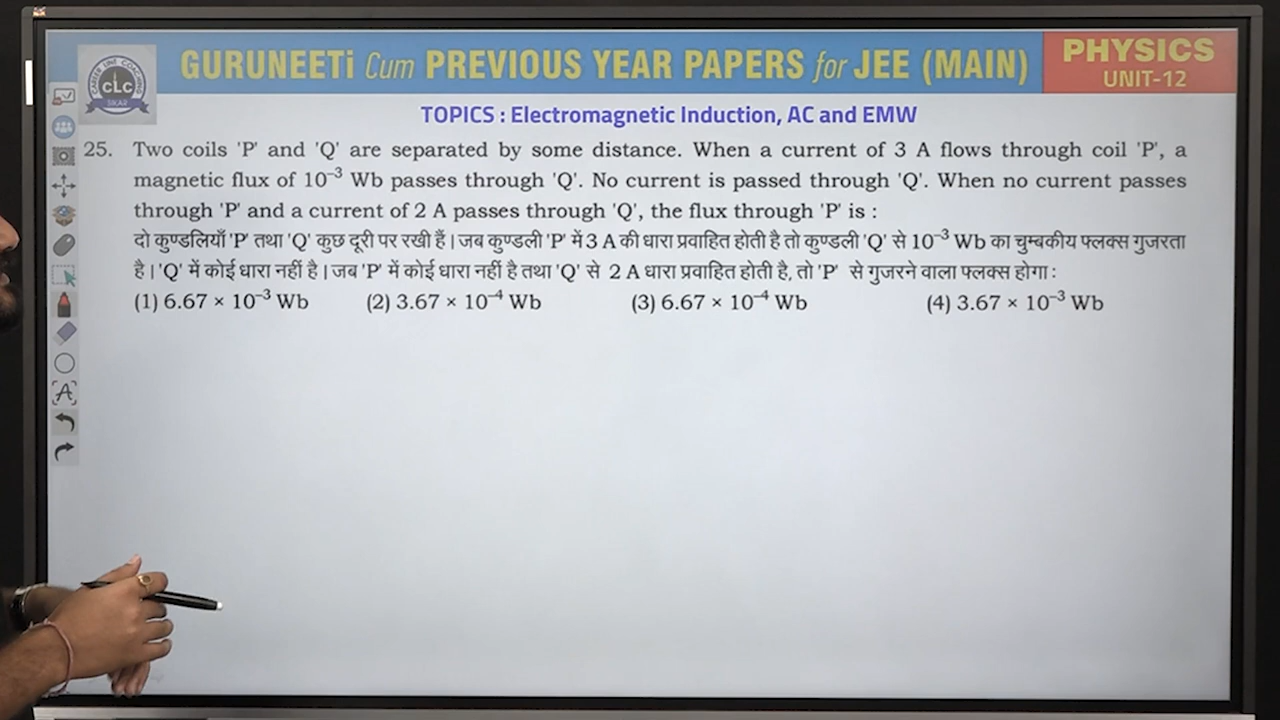 CAREER LINE COACHING
CLC
SIKAR
GURUNEETi Cum PREVIOUS YEAR PAPERS for JEE (MAIN)
PHYSICS
UNIT-12
TOPICS : Electromagnetic Induction, AC and EMW
25. Two coils 'P' and 'Q' are separated by some distance. When a current of 3 A flows through coil 'P', a
magnetic flux of 10⁻³ Wb passes through 'Q'. No current is passed through 'Q'. When no current passes
through 'P' and a current of 2 A passes through 'Q', the flux through 'P' is :
दो कुण्डलियाँ 'P' तथा 'Q' कुछ दूरी पर रखी हैं। जब कुण्डली 'P' में 3 A की धारा प्रवाहित होती है तो कुण्डली 'Q' से 10⁻³ Wb का चुम्बकीय फ्लक्स गुजरता
है। 'Q' में कोई धारा नहीं है। जब 'P' में कोई धारा नहीं है तथा 'Q' से 2 A धारा प्रवाहित होती है, तो 'P' से गुजरने वाला फ्लक्स होगा :
(1) 6.67 × 10⁻³ Wb (2) 3.67 × 10⁻⁴ Wb (3) 6.67 × 10⁻⁴ Wb (4) 3.67 × 10⁻³ Wb
A